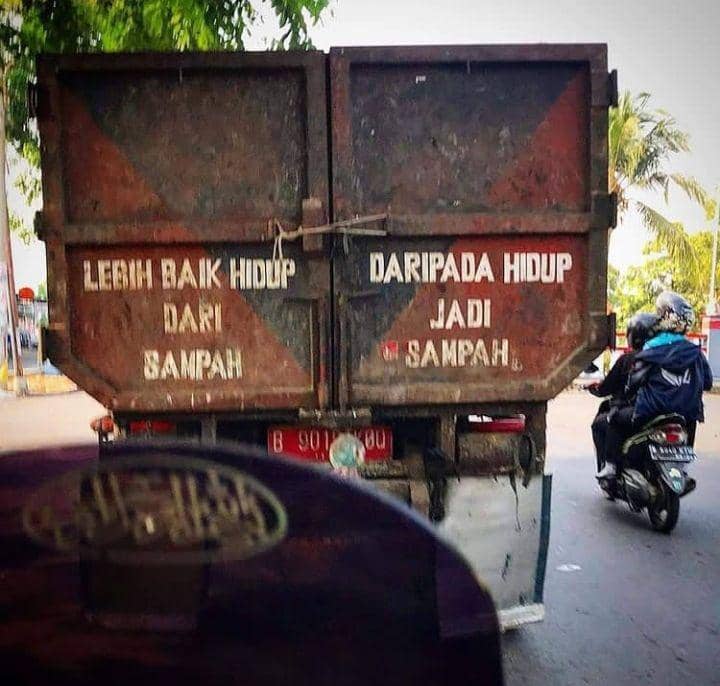 LEBIH BAIK HIDUP
DARI
SAMPAH
DARIPADA HIDUP
JADI
SAMPAH